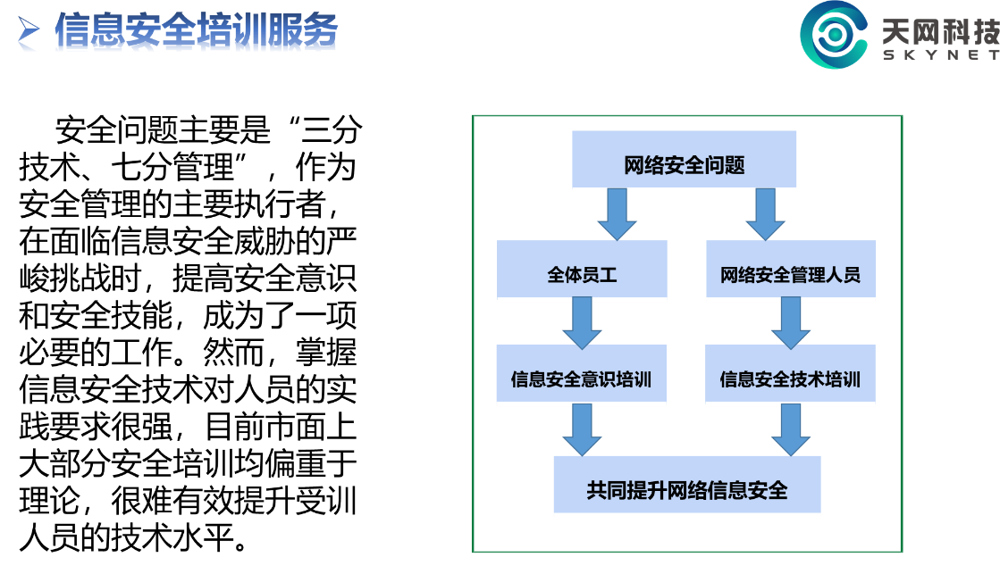 信息安全培训服务
天网科技
SKYNET
安全问题主要是“三分
技术、七分管理”，作为
安全管理的主要执行者，
在面临信息安全威胁的严
峻挑战时，提高安全意识
和安全技能，成为了一项
必要的工作。然而，掌握
信息安全技术对人员的实
践要求很强，目前市面上
大部分安全培训均偏重于
理论，很难有效提升受训
人员的技术水平。
网络安全问题
全体员工
网络安全管理人员
信息安全意识培训
信息安全技术培训
共同提升网络信息安全